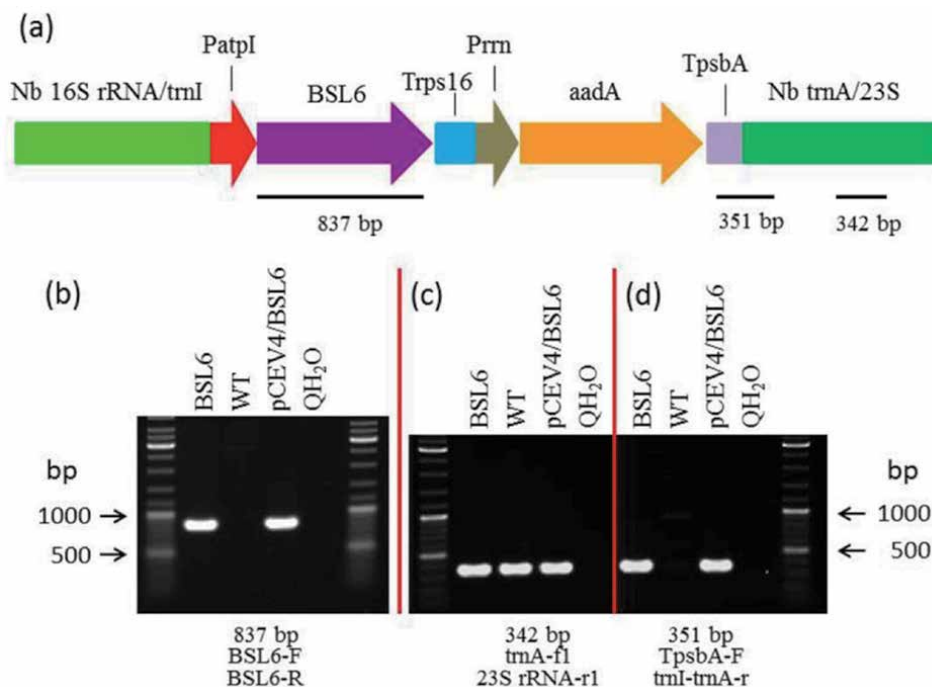 (a)
PatpI
Prrn
Nb 16S rRNA/trnI
BSL6
Trps16
aadA
TpsbA
Nb trnA/23S
837 bp
351 bp
342 bp
(b)
BSL6
WT
pCEV4/BSL6
QH₂O
(c)
BSL6
WT
pCEV4/BSL6
QH₂O
(d)
BSL6
WT
pCEV4/BSL6
QH₂O
bp
1000
500
bp
1000
500
837 bp
BSL6-F
BSL6-R
342 bp
trnA-f1
23S rRNA-r1
351 bp
TpsbA-F
trnI-trnA-r